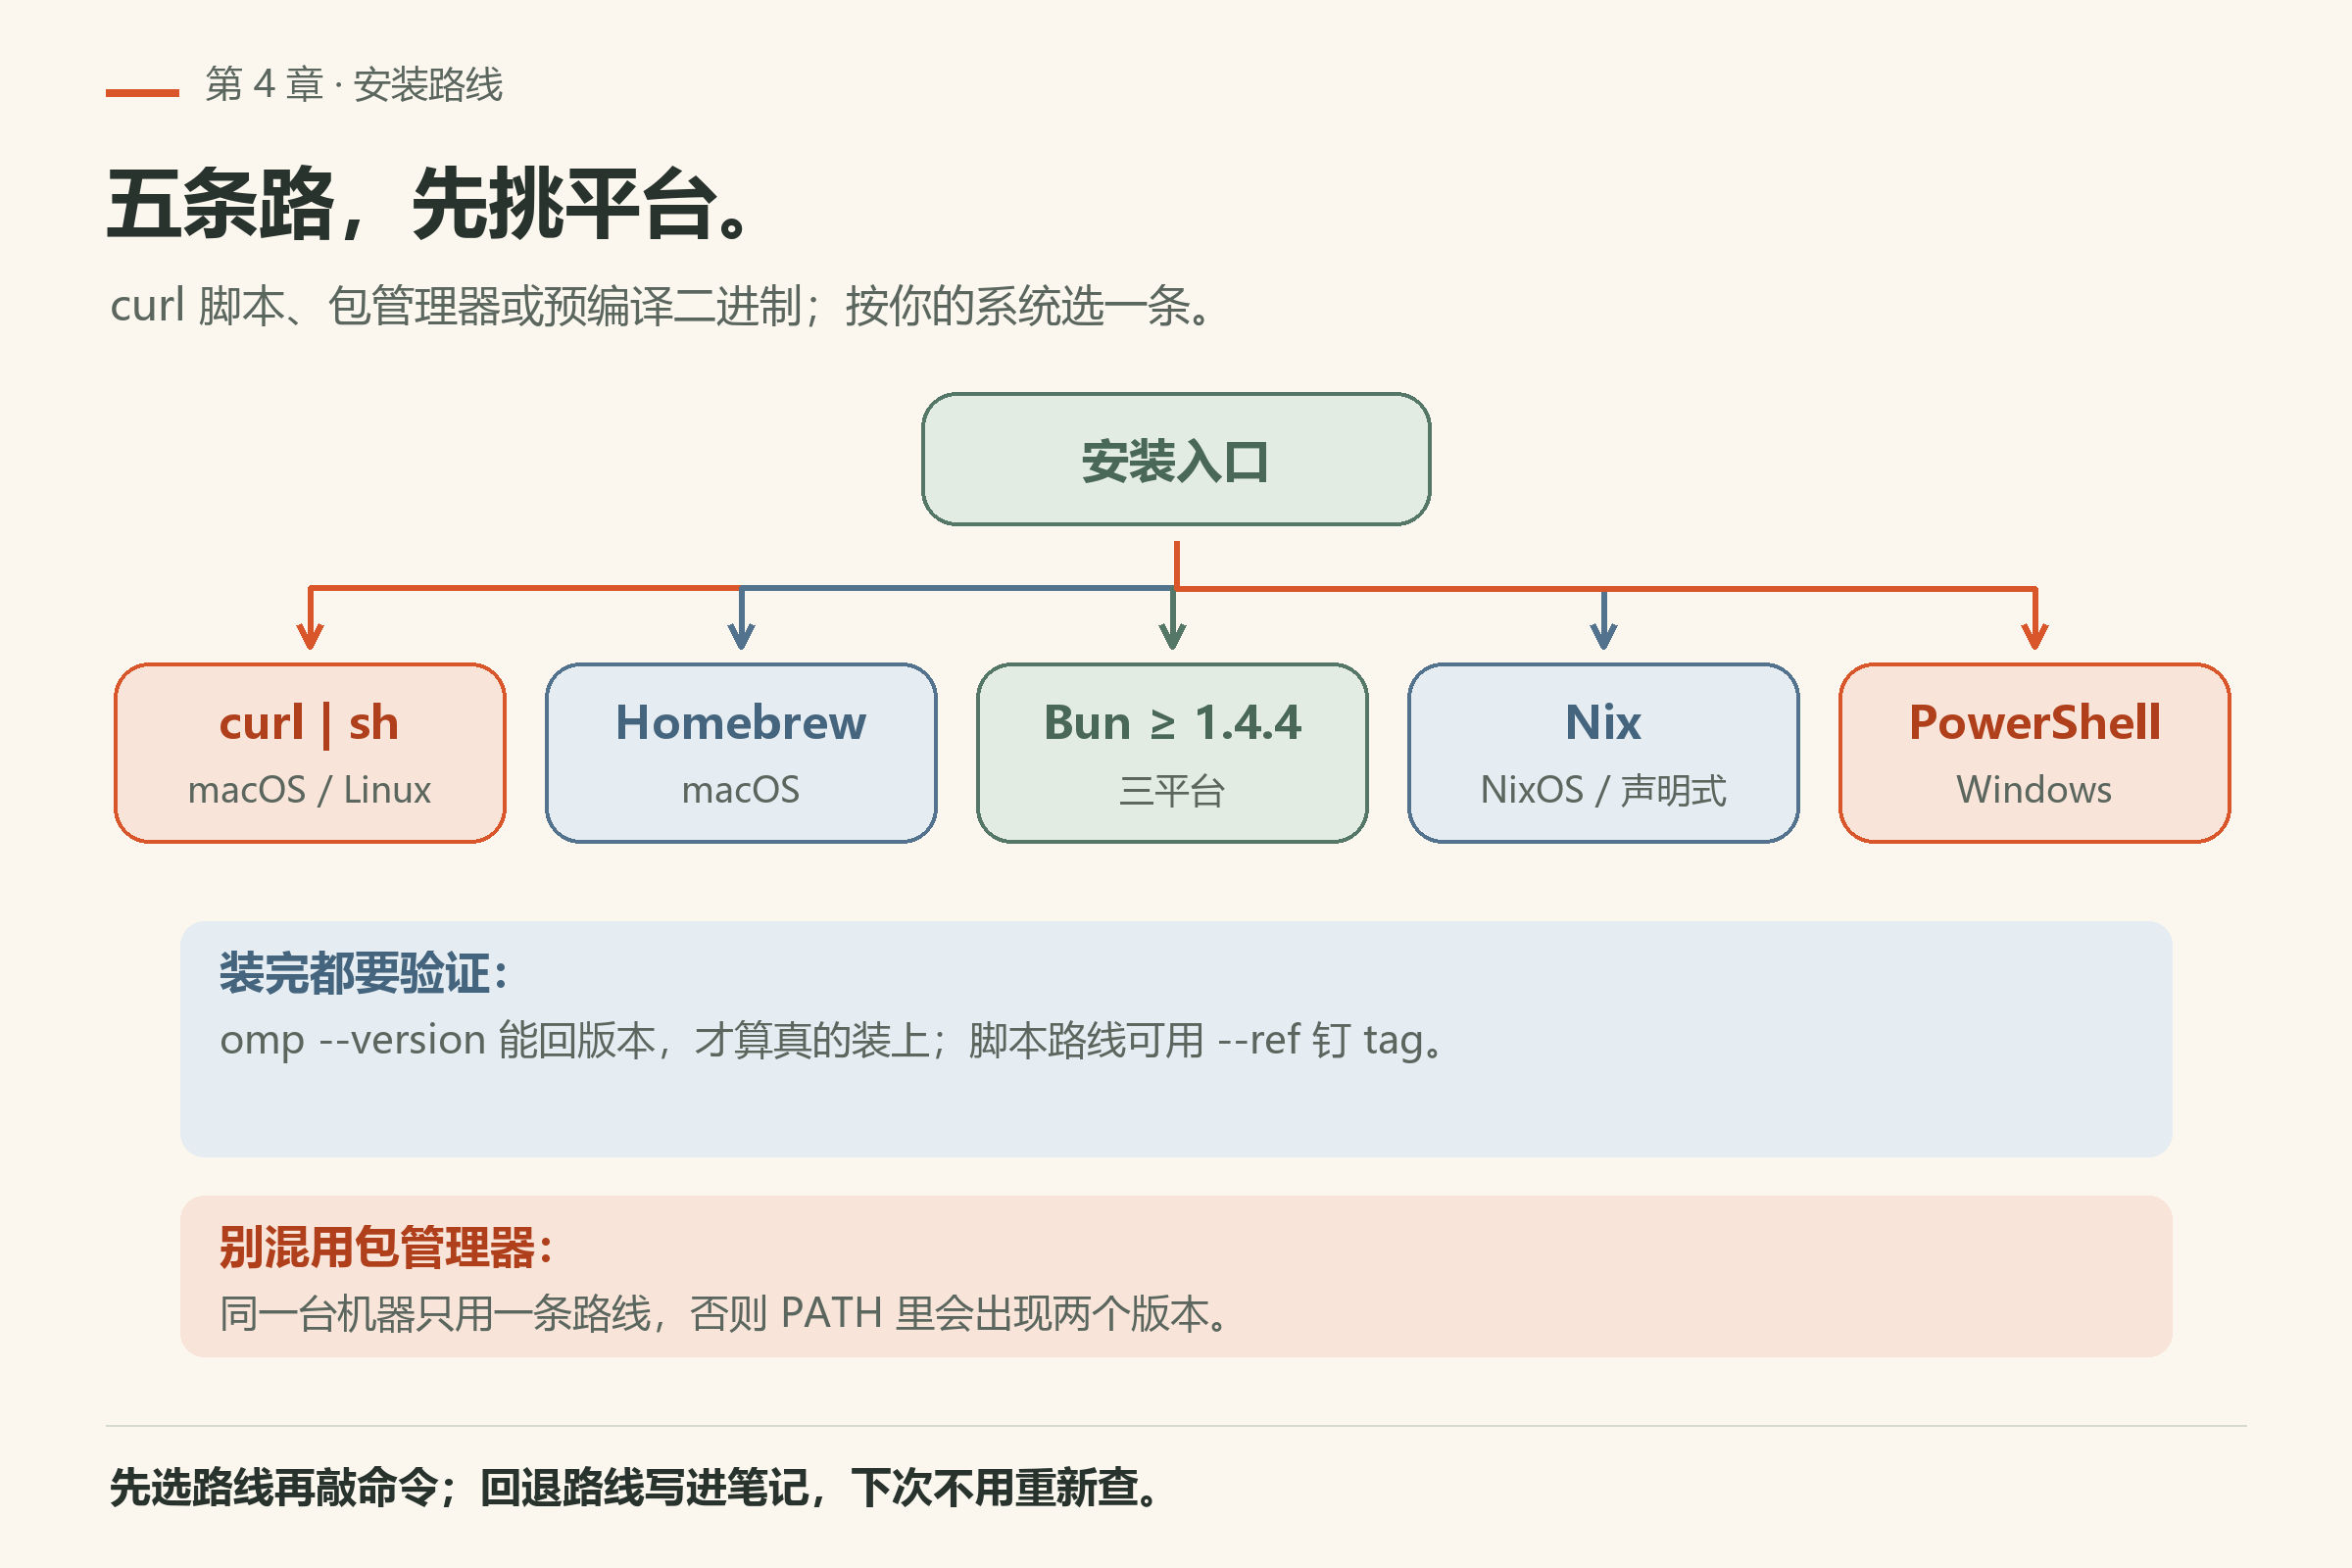 第 4 章 · 安装路线
五条路，先挑平台。
curl 脚本、包管理器或预编译二进制；按你的系统选一条。
安装入口
curl | sh
macOS / Linux
Homebrew
macOS
Bun ≥ 1.4.4
三平台
Nix
NixOS / 声明式
PowerShell
Windows
装完都要验证：
omp --version 能回版本，才算真的装上；脚本路线可用 --ref 钉 tag。
别混用包管理器：
同一台机器只用一条路线，否则 PATH 里会出现两个版本。
先选路线再敲命令；回退路线写进笔记，下次不用重新查。